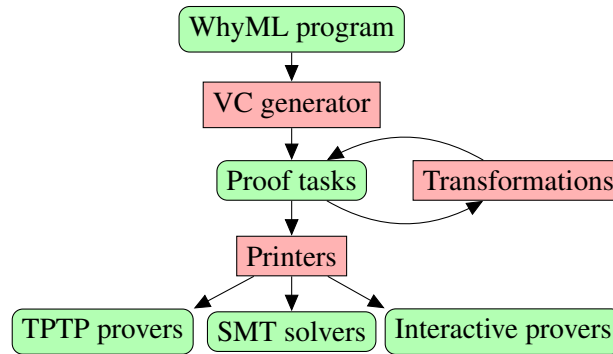 WhyML program
VC generator
Proof tasks
Transformations
Printers
TPTP provers
SMT solvers
Interactive provers